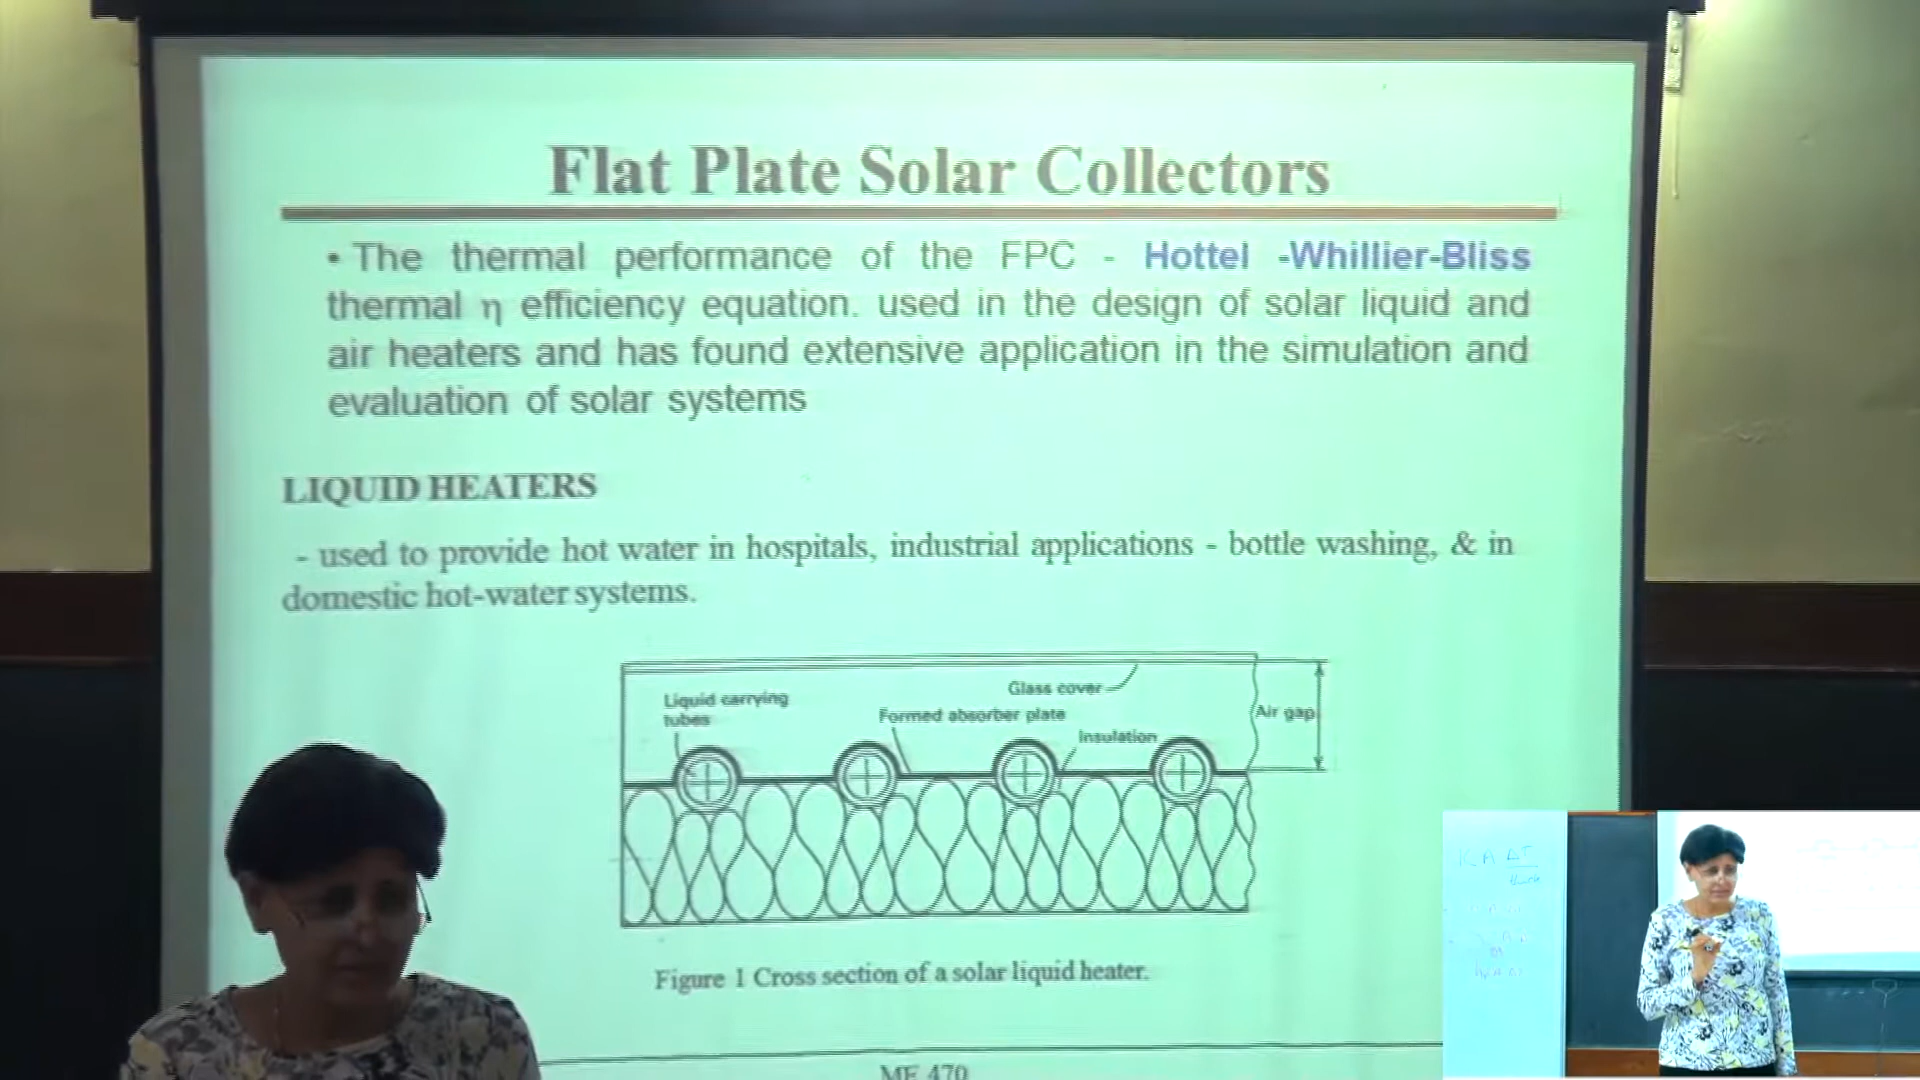 Flat Plate Solar Collectors
• The thermal performance of the FPC - Hottel -Whillier-Bliss
thermal η efficiency equation. used in the design of solar liquid and
air heaters and has found extensive application in the simulation and
evaluation of solar systems
LIQUID HEATERS
- used to provide hot water in hospitals, industrial applications - bottle washing, & in
domestic hot-water systems.
Glass cover
Liquid carrying
tubes
Formed absorber plate
Air gap
Insulation
Figure 1 Cross section of a solar liquid heater.
ME 470
K A ΔT